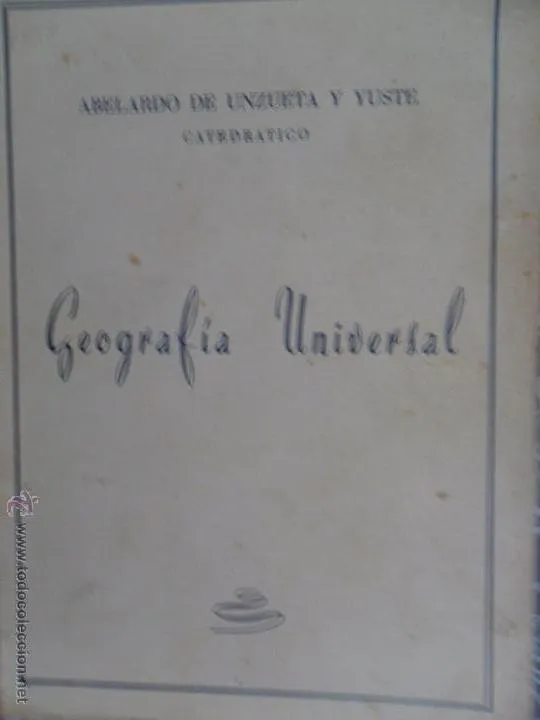 ABELARDO DE UNZUETA Y YUSTE
CATEDRATICO
Geografía Universal
www.todocoleccion.net